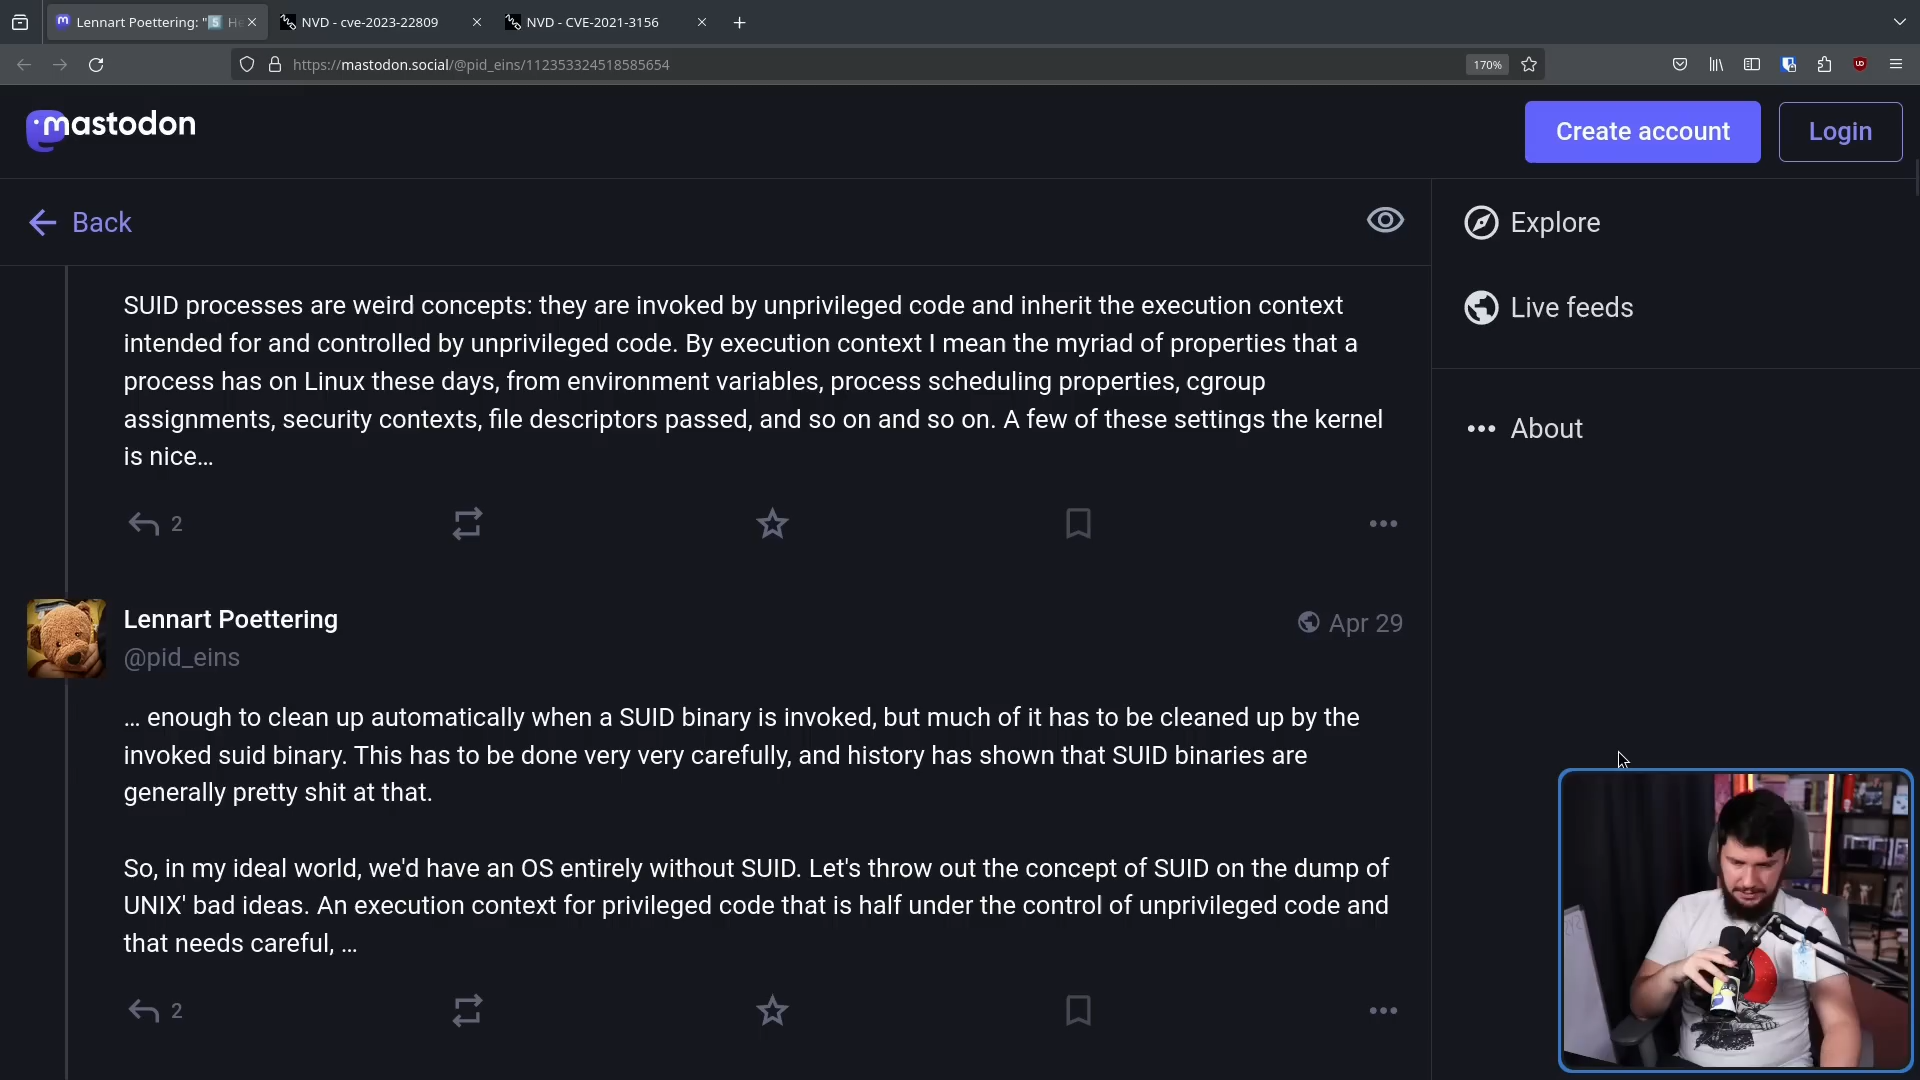 Lennart Poettering: "5️⃣ He
NVD - cve-2023-22809
NVD - CVE-2021-3156
https://mastodon.social/@pid_eins/112353324518585654
170%
mastodon
Create account
Login
Back
Explore
Live feeds
About
SUID processes are weird concepts: they are invoked by unprivileged code and inherit the execution context
intended for and controlled by unprivileged code. By execution context I mean the myriad of properties that a
process has on Linux these days, from environment variables, process scheduling properties, cgroup
assignments, security contexts, file descriptors passed, and so on and so on. A few of these settings the kernel
is nice…
2
Lennart Poettering
Apr 29
@pid_eins
… enough to clean up automatically when a SUID binary is invoked, but much of it has to be cleaned up by the
invoked suid binary. This has to be done very very carefully, and history has shown that SUID binaries are
generally pretty shit at that.
So, in my ideal world, we'd have an OS entirely without SUID. Let's throw out the concept of SUID on the dump of
UNIX' bad ideas. An execution context for privileged code that is half under the control of unprivileged code and
that needs careful, …
2